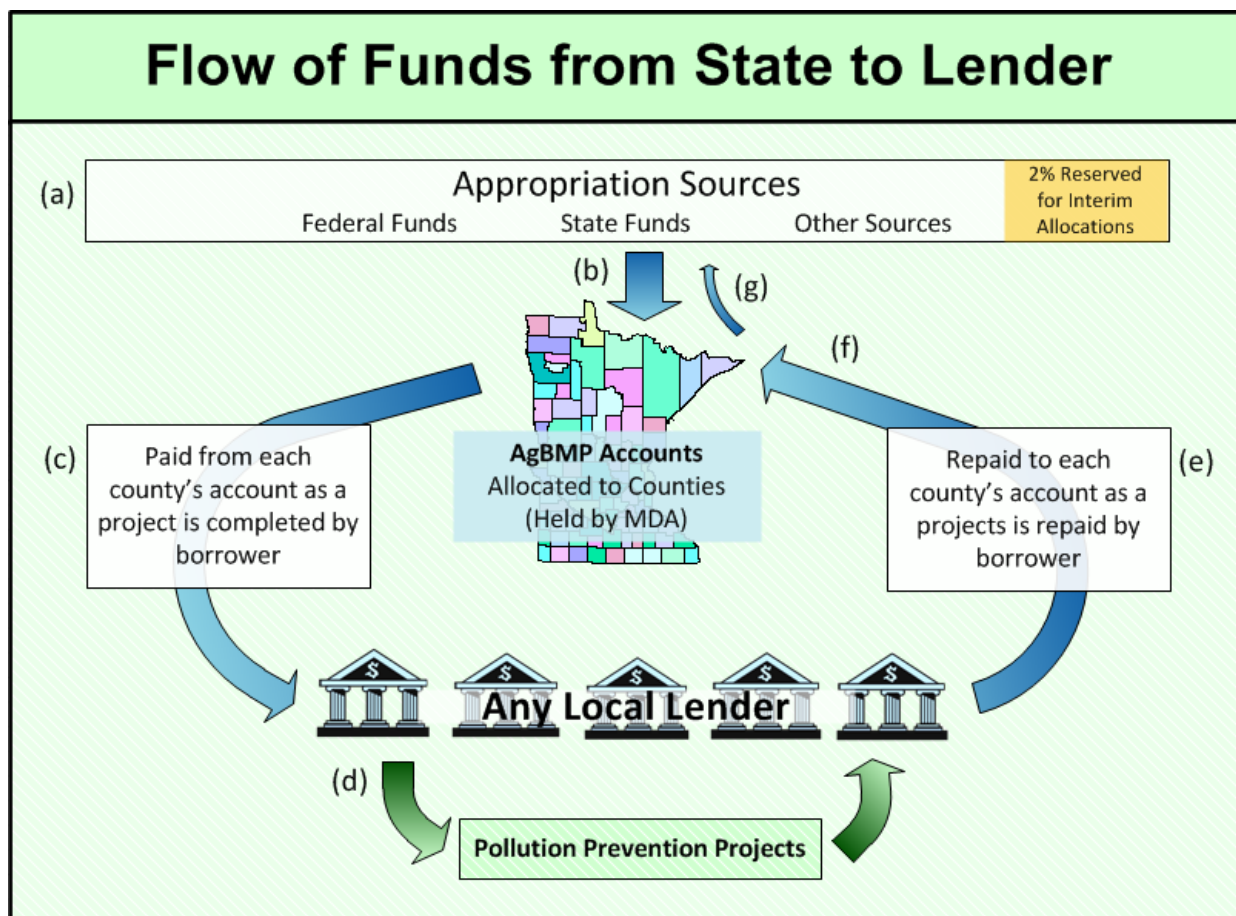 Flow of Funds from State to Lender
(a)
Appropriation Sources
Federal Funds State Funds Other Sources
2% Reserved
for Interim
Allocations
(b)
(g)
(f)
(c)
Paid from each
county's account as a
project is completed by
borrower
AgBMP Accounts
Allocated to Counties
(Held by MDA)
Repaid to each
county's account as a
projects is repaid by
borrower
(e)
$ $ $ $ $
Any Local Lender
(d)
Pollution Prevention Projects